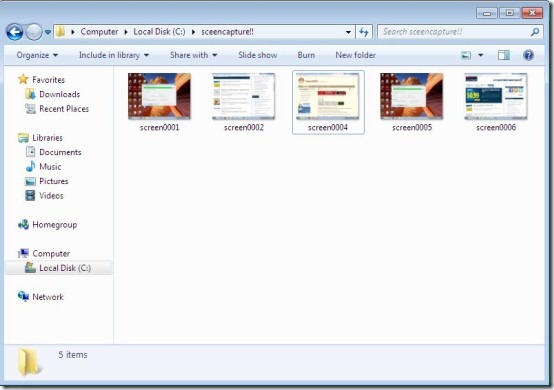 Computer ▸ Local Disk (C:) ▸ sceencapture!!
Search sceencapture!!
Organize Include in library Share with Slide show Burn New folder
Favorites
Downloads
Recent Places
Libraries
Documents
Music
Pictures
Videos
Homegroup
Computer
Local Disk (C:)
Network
screen0001 screen0002 screen0004 screen0005 screen0006
5 items